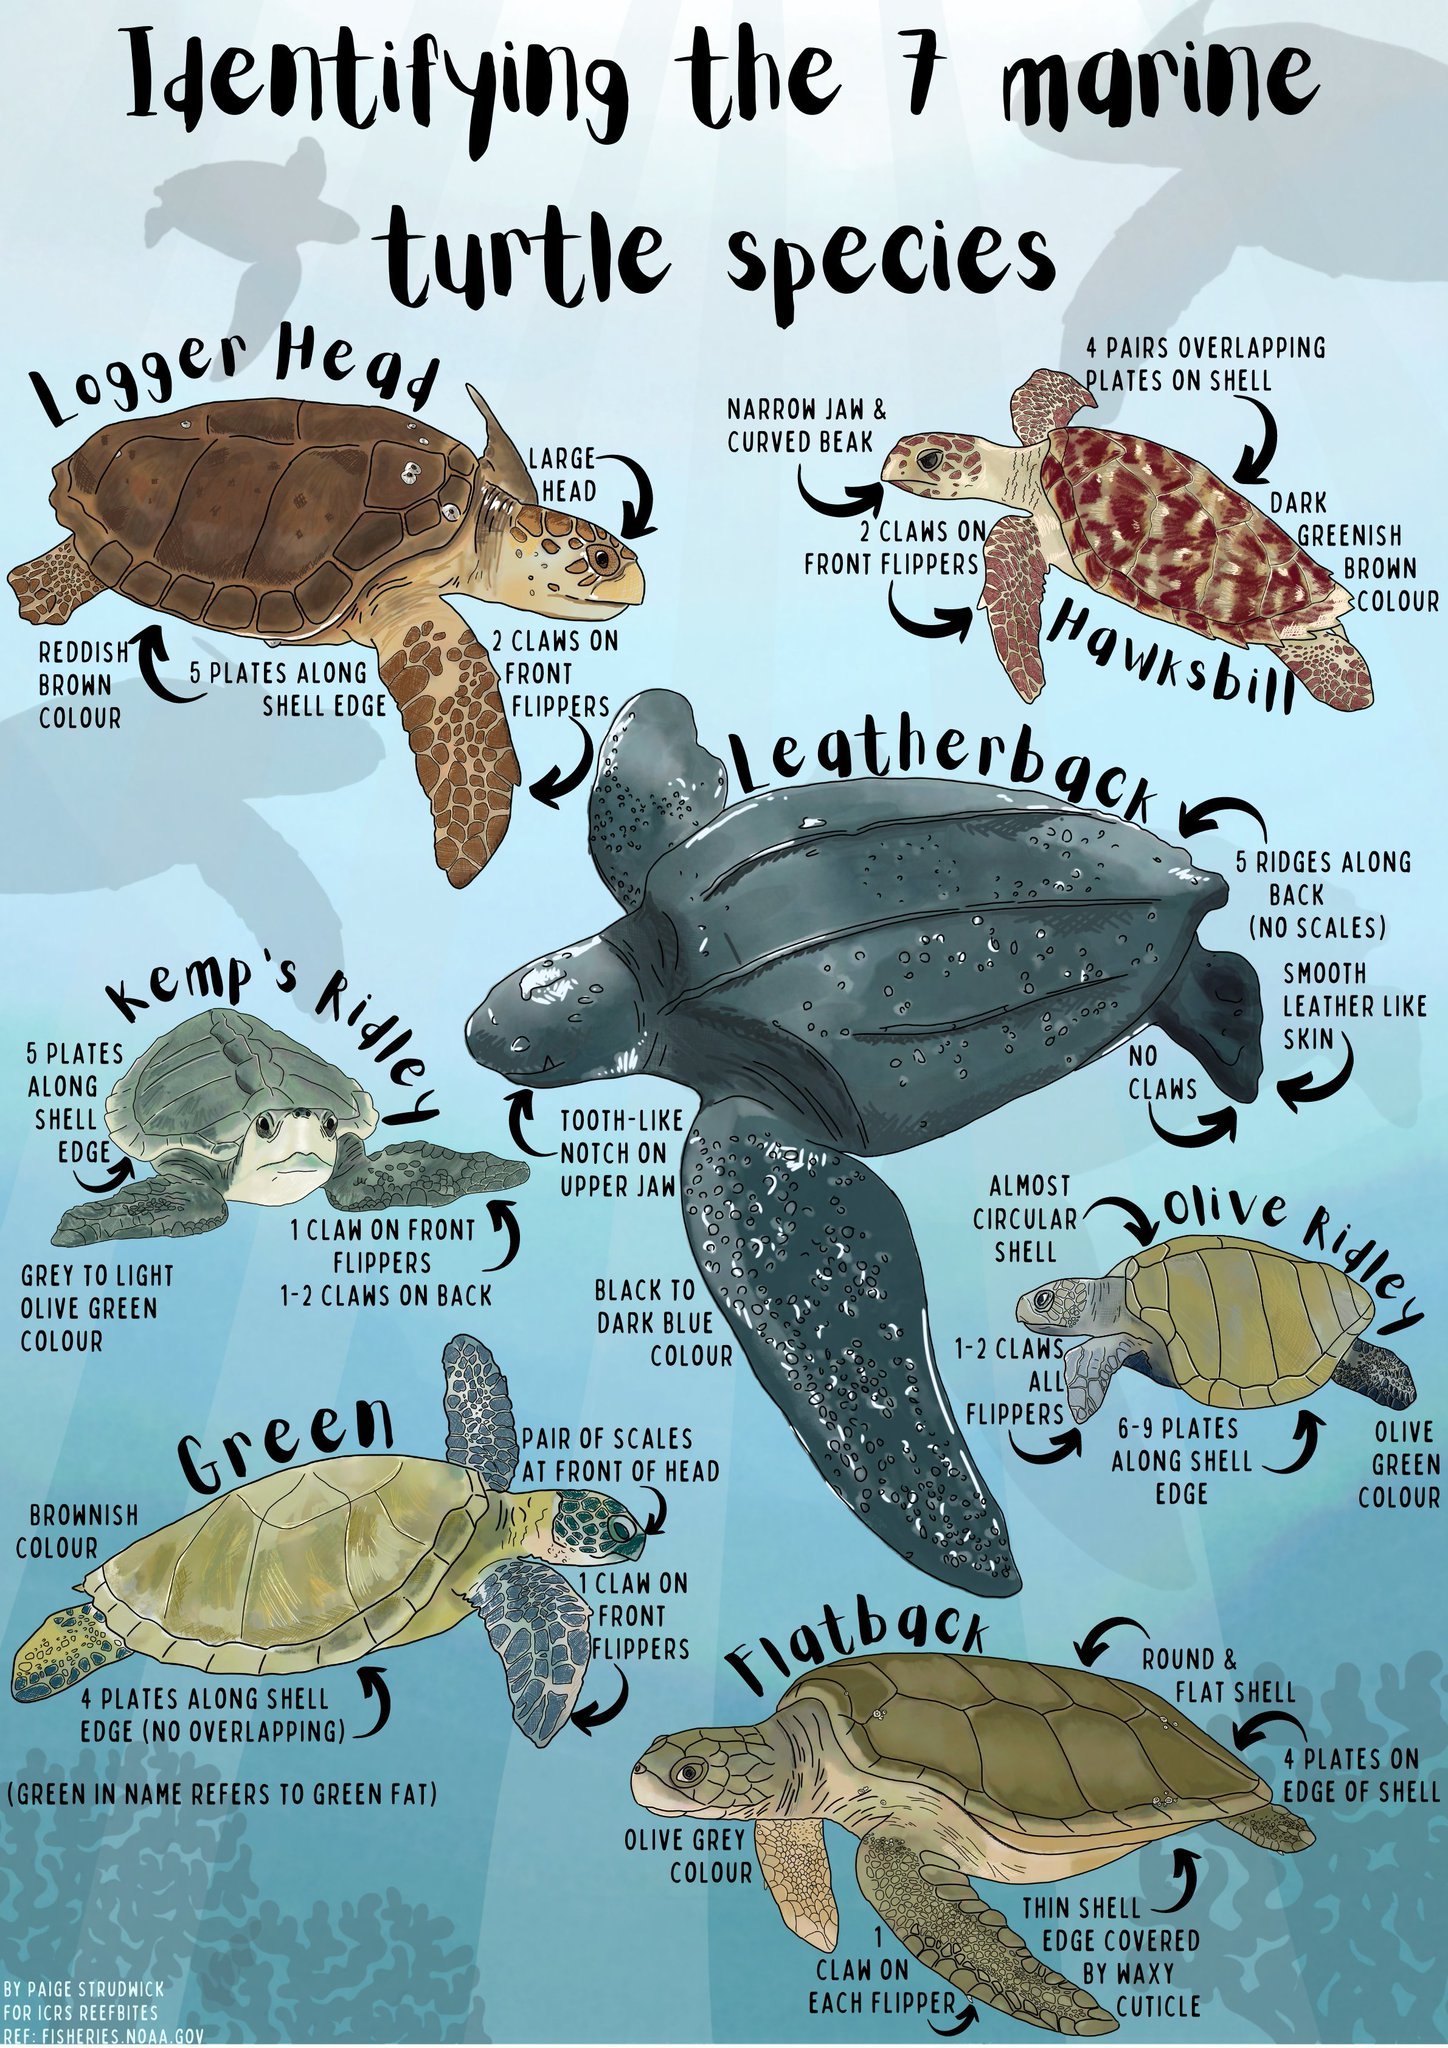 Identifying the 7 marine
turtle species
Logger Head
LARGE
HEAD
REDDISH
BROWN
COLOUR
5 PLATES ALONG
SHELL EDGE
2 CLAWS ON
FRONT
FLIPPERS
4 PAIRS OVERLAPPING
PLATES ON SHELL
NARROW JAW &
CURVED BEAK
2 CLAWS ON
FRONT FLIPPERS
DARK
GREENISH
BROWN
COLOUR
Hawksbill
Leatherback
5 RIDGES ALONG
BACK
(NO SCALES)
SMOOTH
LEATHER LIKE
SKIN
NO
CLAWS
TOOTH-LIKE
NOTCH ON
UPPER JAW
BLACK TO
DARK BLUE
COLOUR
Kemp's Ridley
5 PLATES
ALONG
SHELL
EDGE
1 CLAW ON FRONT
FLIPPERS
1-2 CLAWS ON BACK
GREY TO LIGHT
OLIVE GREEN
COLOUR
ALMOST
CIRCULAR
SHELL
Olive Ridley
1-2 CLAWS
ALL
FLIPPERS
6-9 PLATES
ALONG SHELL
EDGE
OLIVE
GREEN
COLOUR
Green
PAIR OF SCALES
AT FRONT OF HEAD
BROWNISH
COLOUR
1 CLAW ON
FRONT
FLIPPERS
4 PLATES ALONG SHELL
EDGE (NO OVERLAPPING)
(GREEN IN NAME REFERS TO GREEN FAT)
Flatback
ROUND &
FLAT SHELL
4 PLATES ON
EDGE OF SHELL
OLIVE GREY
COLOUR
1
CLAW ON
EACH FLIPPER
THIN SHELL
EDGE COVERED
BY WAXY
CUTICLE
BY PAIGE STRUDWICK
FOR ICRS REEFBITES
REF: FISHERIES.NOAA.GOV